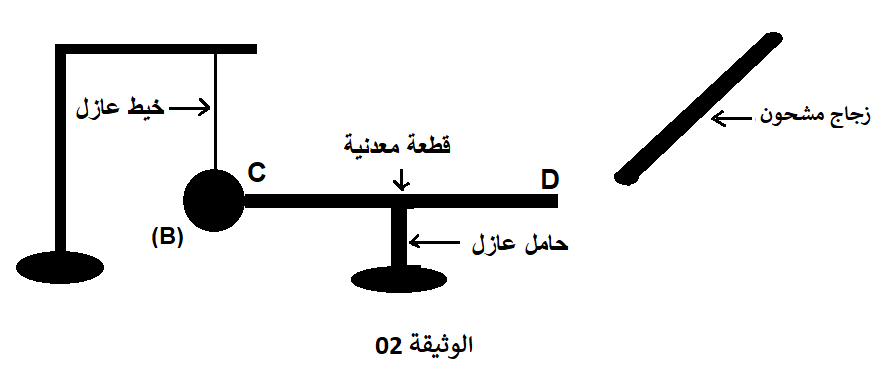 خيط عازل
زجاج مشحون
قطعة معدنية
C
D
(B)
حامل عازل
الوثيقة 02